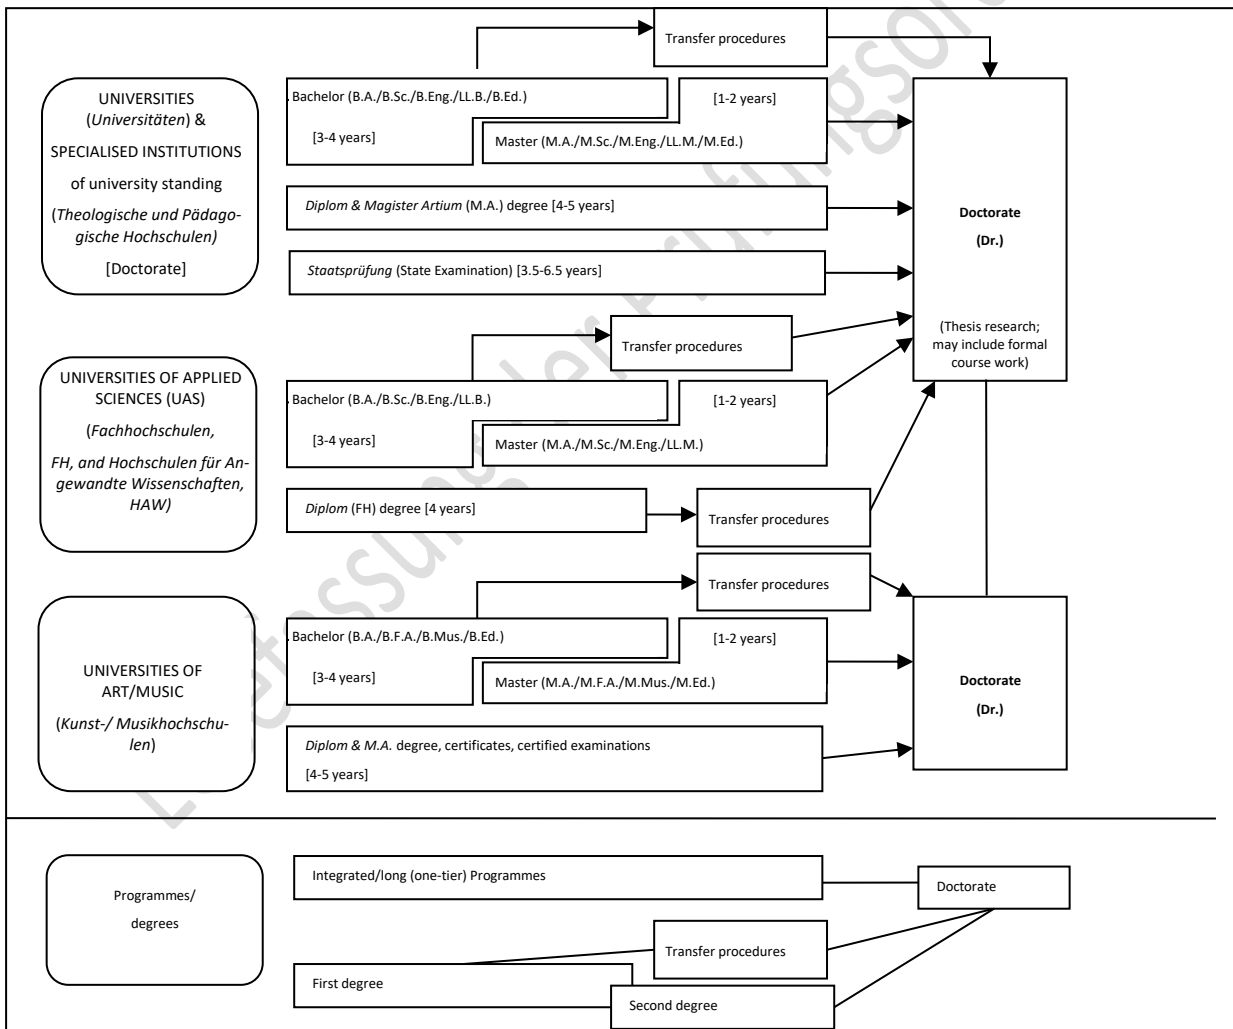 Transfer procedures
UNIVERSITIES
(Universitäten) &
SPECIALISED INSTITUTIONS
of university standing
(Theologische und Pädago-
gische Hochschulen)
[Doctorate]
Bachelor (B.A./B.Sc./B.Eng./LL.B./B.Ed.)
[3-4 years]
[1-2 years]
Master (M.A./M.Sc./M.Eng./LL.M./M.Ed.)
Diplom & Magister Artium (M.A.) degree [4-5 years]
Staatsprüfung (State Examination) [3.5-6.5 years]
Doctorate
(Dr.)
(Thesis research;
may include formal
course work)
Transfer procedures
UNIVERSITIES OF APPLIED
SCIENCES (UAS)
(Fachhochschulen,
FH, and Hochschulen für An-
gewandte Wissenschaften,
HAW)
Bachelor (B.A./B.Sc./B.Eng./LL.B.)
[3-4 years]
[1-2 years]
Master (M.A./M.Sc./M.Eng./LL.M.)
Diplom (FH) degree [4 years]
Transfer procedures
Transfer procedures
UNIVERSITIES OF
ART/MUSIC
(Kunst-/ Musikhochschu-
len)
Bachelor (B.A./B.F.A./B.Mus./B.Ed.)
[3-4 years]
[1-2 years]
Master (M.A./M.F.A./M.Mus./M.Ed.)
Diplom & M.A. degree, certificates, certified examinations
[4-5 years]
Doctorate
(Dr.)
Programmes/
degrees
Integrated/long (one-tier) Programmes
Doctorate
Transfer procedures
First degree
Second degree